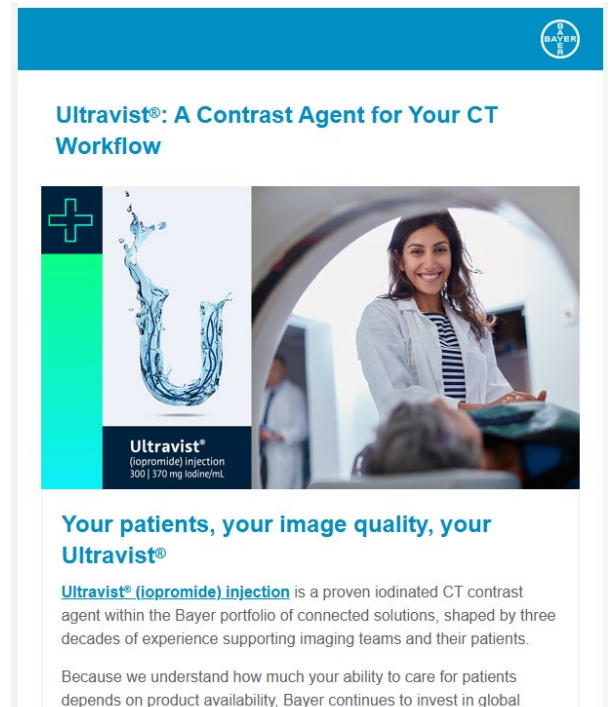 BAYER
BAYER
Ultravist®: A Contrast Agent for Your CT
Workflow
U
Ultravist®
(iopromide) injection
300 | 370 mg Iodine/mL
Your patients, your image quality, your
Ultravist®
Ultravist® (iopromide) injection is a proven iodinated CT contrast
agent within the Bayer portfolio of connected solutions, shaped by three
decades of experience supporting imaging teams and their patients.
Because we understand how much your ability to care for patients
depends on product availability, Bayer continues to invest in global